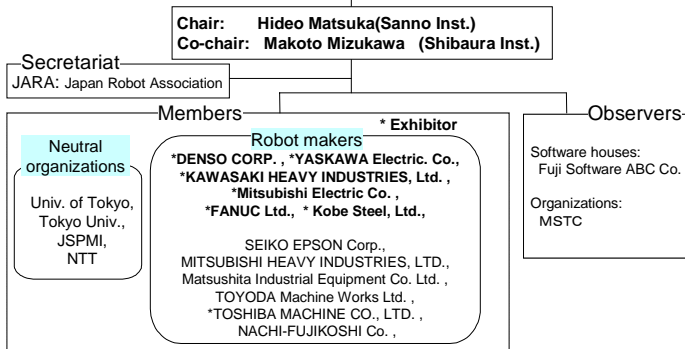 Chair: Hideo Matsuka(Sanno Inst.)
Co-chair: Makoto Mizukawa (Shibaura Inst.)
Secretariat
JARA: Japan Robot Association
Members
* Exhibitor
Neutral
organizations
Univ. of Tokyo,
Tokyo Univ.,
JSPMI,
NTT
Robot makers
*DENSO CORP. , *YASKAWA Electric. Co.,
*KAWASAKI HEAVY INDUSTRIES, Ltd. ,
*Mitsubishi Electric Co. ,
*FANUC Ltd., * Kobe Steel, Ltd.,
SEIKO EPSON Corp.,
MITSUBISHI HEAVY INDUSTRIES, LTD.,
Matsushita Industrial Equipment Co. Ltd. ,
TOYODA Machine Works Ltd. ,
*TOSHIBA MACHINE CO., LTD. ,
NACHI-FUJIKOSHI Co. ,
Observers
Software houses:
Fuji Software ABC Co.
Organizations:
MSTC